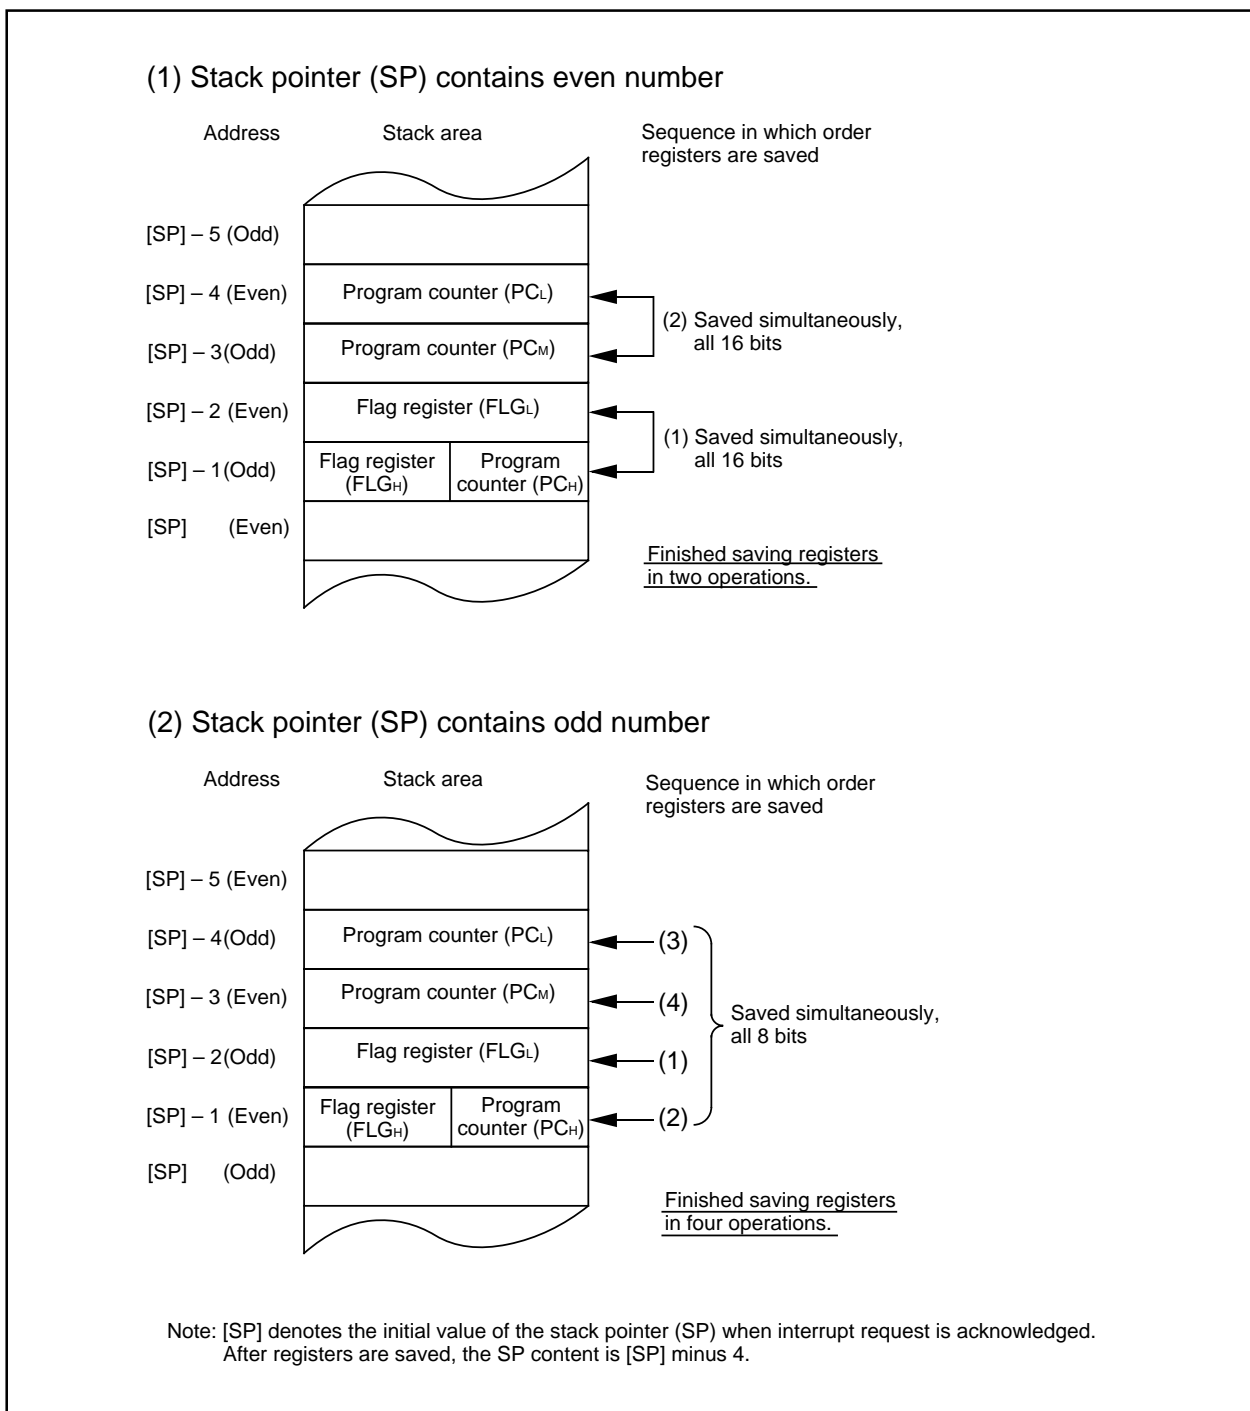 (1) Stack pointer (SP) contains even number
Address
Stack area
Sequence in which order
registers are saved
[SP] – 5 (Odd)
[SP] – 4 (Even)
Program counter (PCL)
[SP] – 3(Odd)
Program counter (PCM)
(2) Saved simultaneously,
all 16 bits
[SP] – 2 (Even)
Flag register (FLGL)
[SP] – 1(Odd)
Flag register
(FLGH)
Program
counter (PCH)
(1) Saved simultaneously,
all 16 bits
[SP] (Even)
Finished saving registers
in two operations.
(2) Stack pointer (SP) contains odd number
Address
Stack area
Sequence in which order
registers are saved
[SP] – 5 (Even)
[SP] – 4(Odd)
Program counter (PCL)
(3)
[SP] – 3 (Even)
Program counter (PCM)
(4)
Saved simultaneously,
all 8 bits
[SP] – 2(Odd)
Flag register (FLGL)
(1)
[SP] – 1 (Even)
Flag register
(FLGH)
Program
counter (PCH)
(2)
[SP] (Odd)
Finished saving registers
in four operations.
Note: [SP] denotes the initial value of the stack pointer (SP) when interrupt request is acknowledged.
After registers are saved, the SP content is [SP] minus 4.